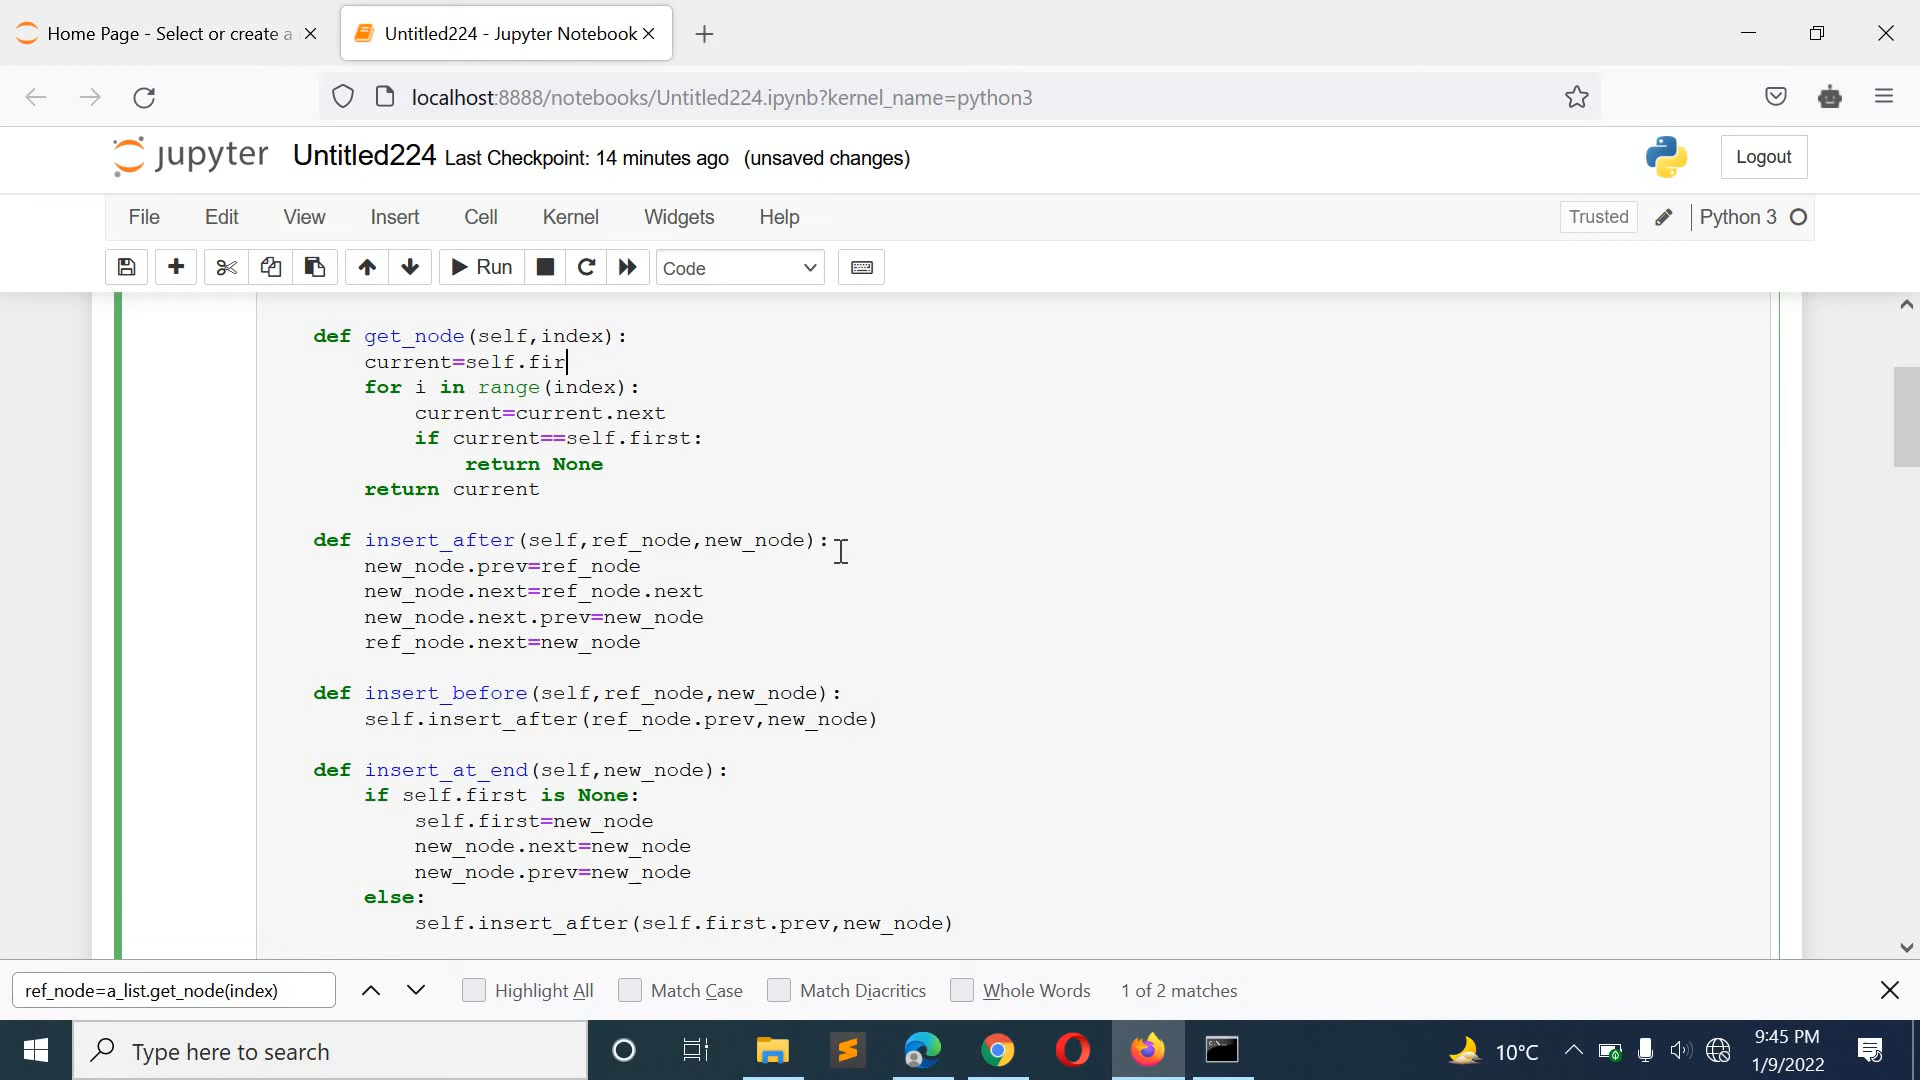 Home Page - Select or create a
Untitled224 - Jupyter Notebook
localhost:8888/notebooks/Untitled224.ipynb?kernel_name=python3
jupyter
Untitled224 Last Checkpoint: 14 minutes ago (unsaved changes)
Logout
File Edit View Insert Cell Kernel Widgets Help
Trusted
Python 3
Run
Code
def get_node(self,index):
current=self.fir
for i in range(index):
current=current.next
if current==self.first:
return None
return current
def insert_after(self,ref_node,new_node):
new_node.prev=ref_node
new_node.next=ref_node.next
new_node.next.prev=new_node
ref_node.next=new_node
def insert_before(self,ref_node,new_node):
self.insert_after(ref_node.prev,new_node)
def insert_at_end(self,new_node):
if self.first is None:
self.first=new_node
new_node.next=new_node
new_node.prev=new_node
else:
self.insert_after(self.first.prev,new_node)
ref_node=a_list.get_node(index)
Highlight All Match Case Match Diacritics Whole Words 1 of 2 matches
Type here to search
10°C
9:45 PM
1/9/2022